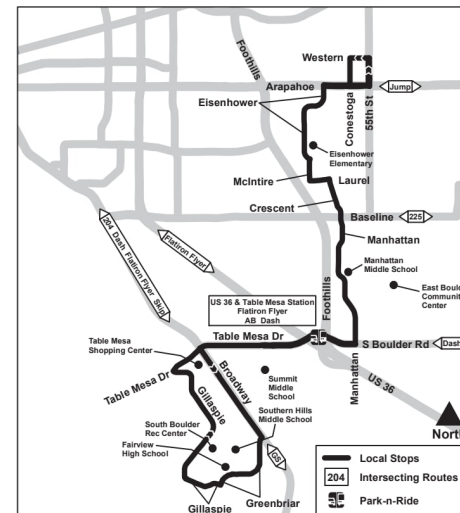 Foothills
Western
Arapahoe
Jump
Eisenhower
Conestoga
55th St
Eisenhower
Elementary
McIntire
Laurel
Crescent
Baseline
225
Manhattan
204 Dash Flatiron Flyer Skip
Flatiron Flyer
Manhattan
Middle School
East Bould
Communit
Center
US 36 & Table Mesa Station
Flatiron Flyer
AB Dash
Foothills
Table Mesa Dr
S Boulder Rd
Dash
Table Mesa
Shopping Center
Manhattan
US 36
Table Mesa Dr
Broadway
Summit
Middle
School
Gillaspie
Southern Hills
Middle School
South Boulder
Rec Center
Fairview
High School
GS
North
Greenbriar
Gillaspie
Local Stops
204
Intersecting Routes
Park-n-Ride